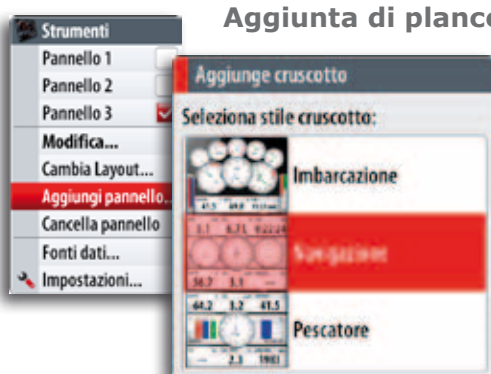 Aggiunta di planc
Strumenti
Pannello 1
Pannello 2
Pannello 3
Modifica...
Cambia Layout...
Aggiungi pannello..
Cancella pannello
Fonti dati...
Impostazioni...
Aggiunge cruscotto
Seleziona stile cruscotto:
Imbarcazione
Navigazione
Pescatore